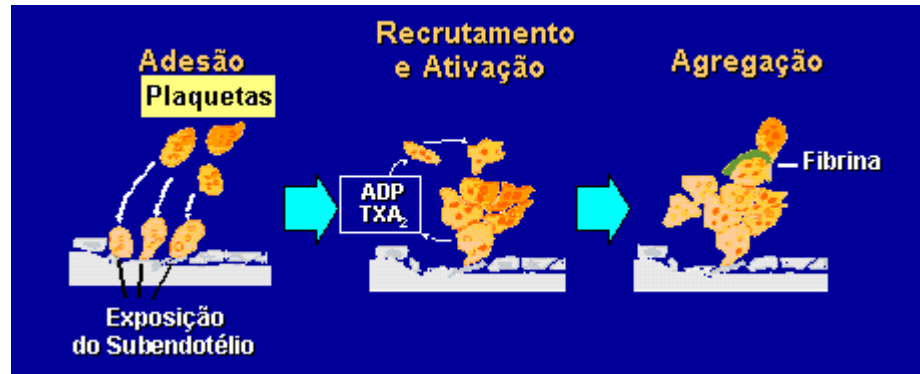 Adesão
Plaquetas
Exposição
do Subendotélio
Recrutamento
e Ativação
ADP
TXA₂
Agregação
Fibrina